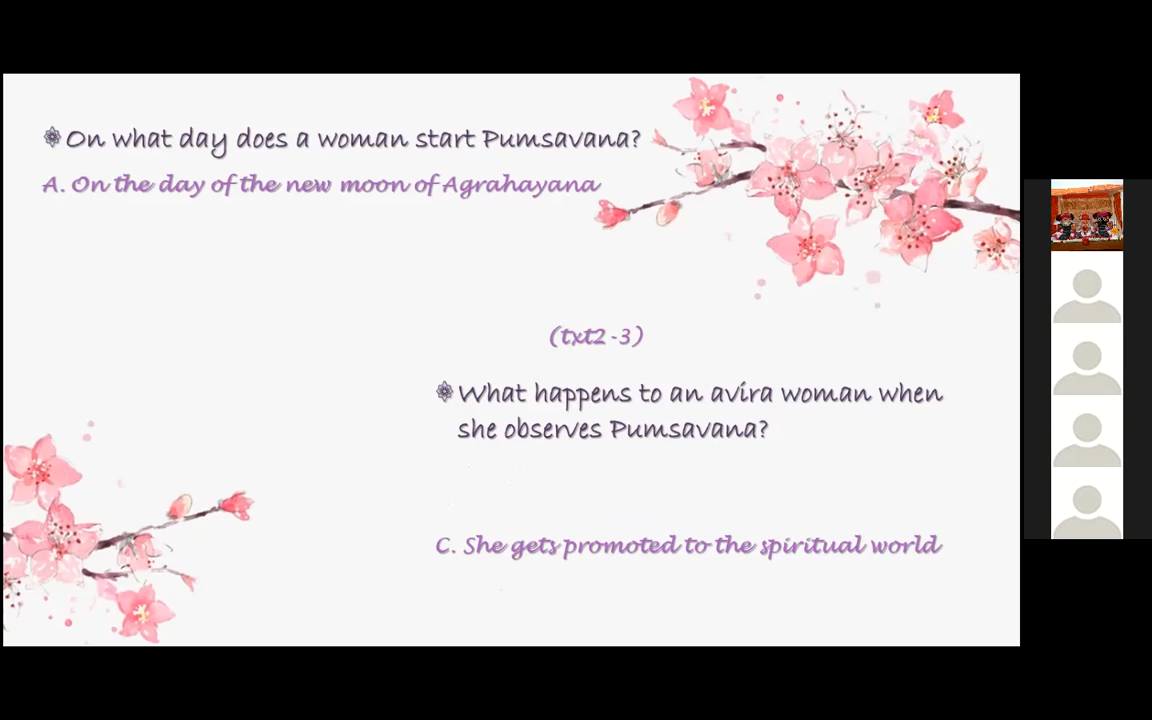 On what day does a woman start Pumsavana?
A. On the day of the new moon of Agrahayana
(txt2-3)
What happens to an avira woman when
she observes Pumsavana?
C. She gets promoted to the spiritual world